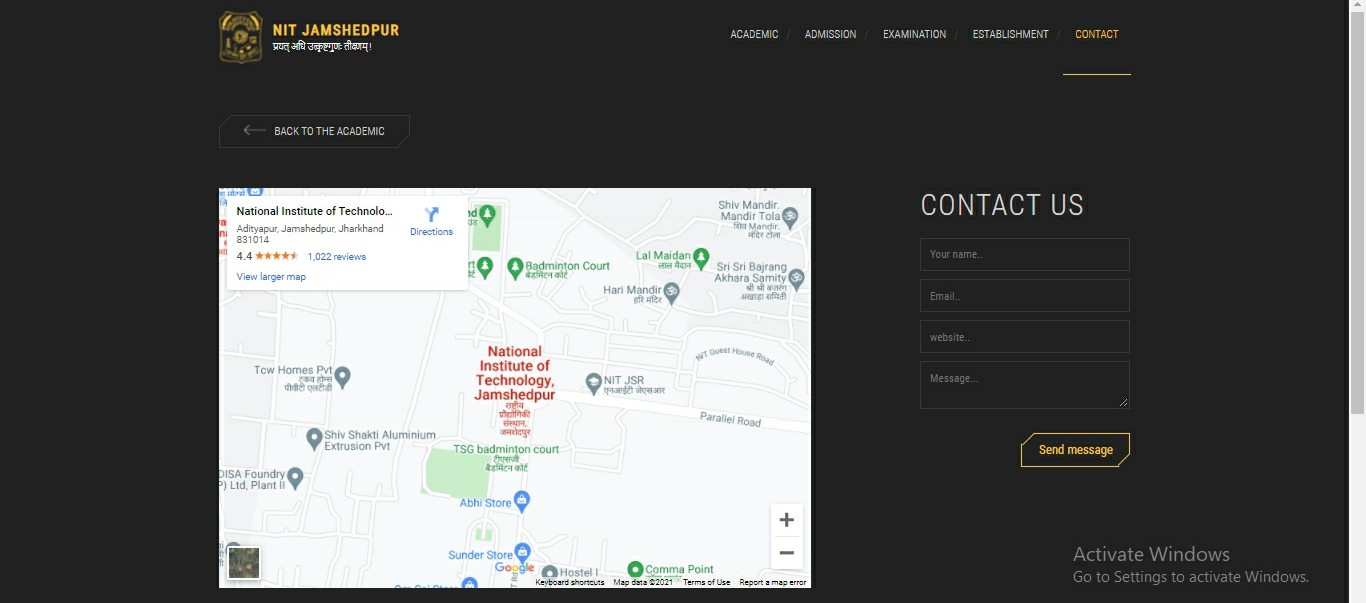 NIT JAMSHEDPUR
ACADEMIC / ADMISSION / EXAMINATION / ESTABLISHMENT / CONTACT
BACK TO THE ACADEMIC
National Institute of Technolo...
Adityapur, Jamshedpur, Jharkhand
831014
4.4 1,022 reviews
View larger map
Directions
Shiv Mandir.
Mandir Tola
शिव मन्दिर.
मंदिर टोला
Badminton Court
बैडमिंटन कोर्ट
Lal Maidan
लाल मैदान
Sri Sri Bajrang
Akhara Samity
श्री श्री बजरंग
अखाड़ा समिती
Hari Mandir
हरि मंदिर
NIT Guest House Road
National
Institute of
Technology,
Jamshedpur
राष्ट्रीय
प्रौद्योगिकी
संस्थान,
जमशेदपुर
Tcw Homes Pvt
टकव होम्स
पीवीटी एलटीडी
NIT JSR
एनआईटी जेएसआर
Parallel Road
Shiv Shakti Aluminium
Extrusion Pvt
TSG badminton court
टीएसजी
बैडमिंटन कोर्ट
DISA Foundry
P) Ltd, Plant II
Abhi Store
Sunder Store
Google
Hostel I
Comma Point
Om Sai Store
Keyboard shortcuts Map data ©2021 Terms of Use Report a map error
CONTACT US
Your name..
Email..
website..
Message...
Send message
Activate Windows
Go to Settings to activate Windows.